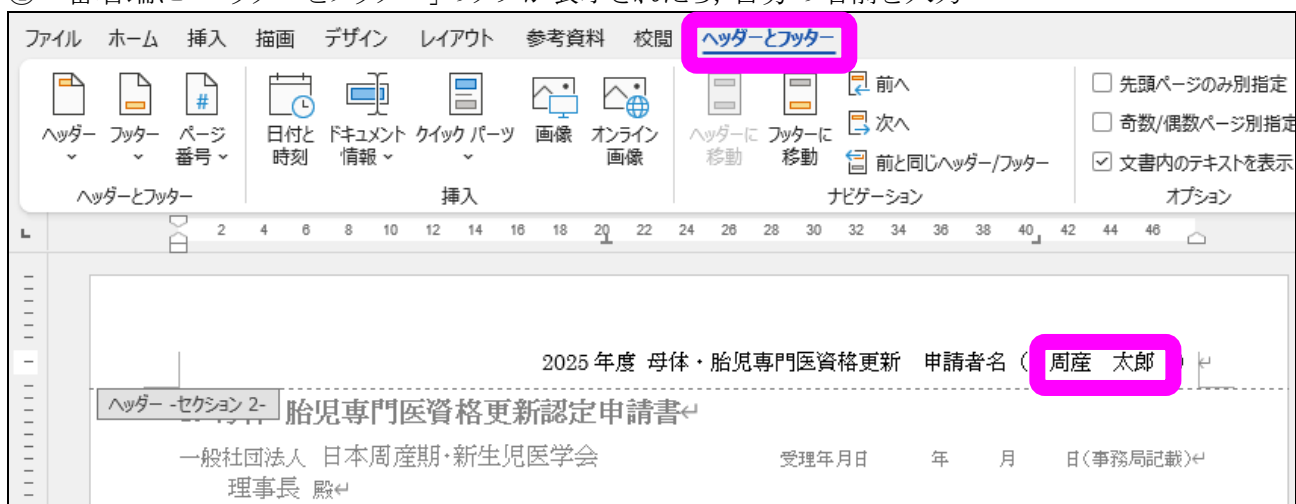 ファイル ホーム 挿入 描画 デザイン レイアウト 参考資料 校閲 ヘッダーとフッター
ヘッダー フッター ページ番号 日付と時刻 ドキュメント情報 クイック パーツ 画像 オンライン画像 ヘッダーに移動 フッターに移動
前へ
次へ
前と同じヘッダー/フッター
先頭ページのみ別指定
奇数/偶数ページ別指定
文書内のテキストを表示
ヘッダーとフッター 挿入 ナビゲーション オプション
2 4 6 8 10 12 14 16 18 20 22 24 26 28 30 32 34 36 38 40 42 44 46
2025年度 母体・胎児専門医資格更新 申請者名( 周産 太郎 )
ヘッダー -セクション 2-
胎児専門医資格更新認定申請書
一般社団法人 日本周産期・新生児医学会 受理年月日 年 月 日(事務局記載)
理事長 殿